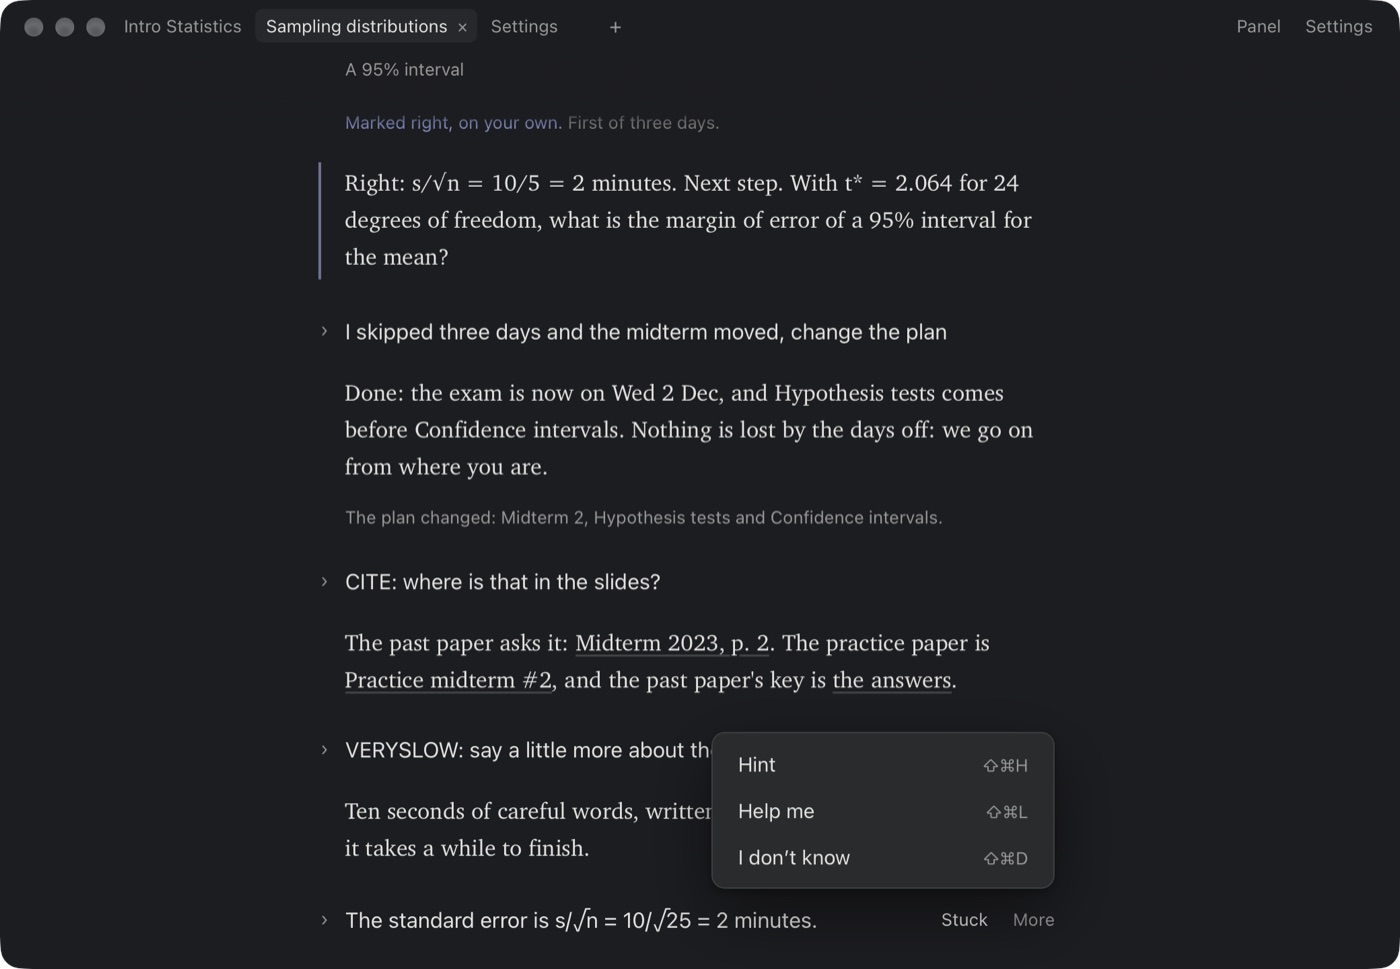 Intro Statistics
Sampling distributions ×
Settings
+
Panel
Settings
A 95% interval
Marked right, on your own. First of three days.
Right: s/√n = 10/5 = 2 minutes. Next step. With t* = 2.064 for 24
degrees of freedom, what is the margin of error of a 95% interval for
the mean?
› I skipped three days and the midterm moved, change the plan
Done: the exam is now on Wed 2 Dec, and Hypothesis tests comes
before Confidence intervals. Nothing is lost by the days off: we go on
from where you are.
The plan changed: Midterm 2, Hypothesis tests and Confidence intervals.
› CITE: where is that in the slides?
The past paper asks it: Midterm 2023, p. 2. The practice paper is
Practice midterm #2, and the past paper's key is the answers.
› VERYSLOW: say a little more about
Ten seconds of careful words,
it takes a while to finish.
Hint ⇧⌘H
Help me ⇧⌘L
I don’t know ⇧⌘D
› The standard error is s/√n = 10/√25 = 2 minutes.
Stuck
More